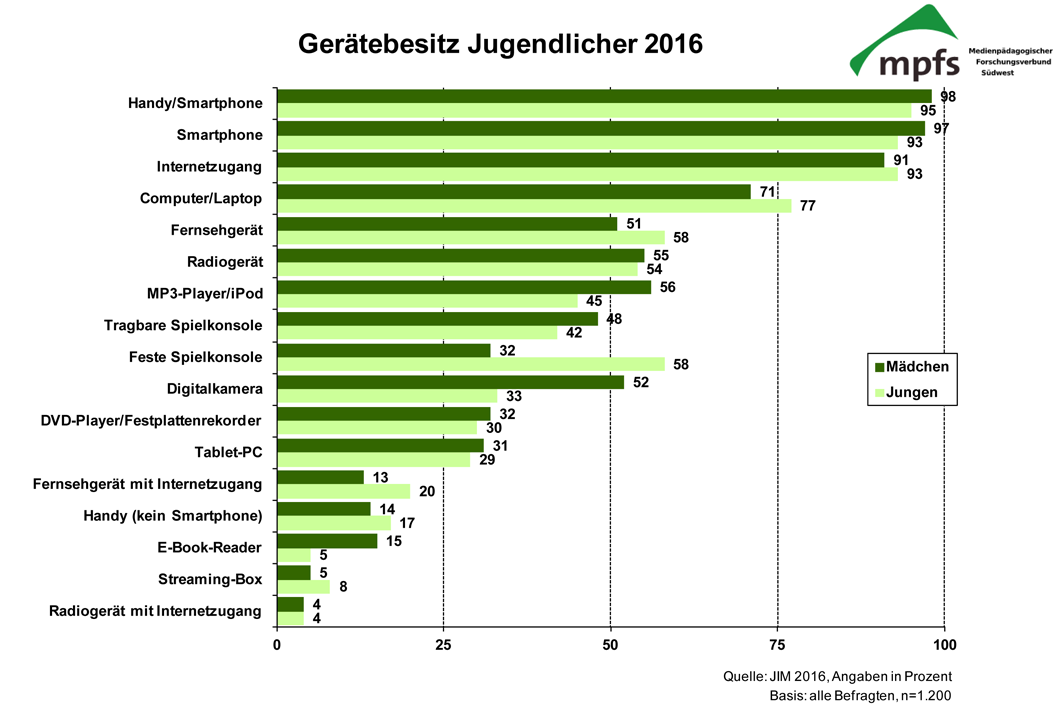 Gerätebesitz Jugendlicher 2016
mpfs
Medienpädagogischer
Forschungsverbund
Südwest
Handy/Smartphone 98
95
Smartphone 97
93
Internetzugang 91
93
Computer/Laptop 71
77
Fernsehgerät 51
58
Radiogerät 55
54
MP3-Player/iPod 56
45
Tragbare Spielkonsole 48
42
Feste Spielkonsole 32
58
Digitalkamera 52
33
DVD-Player/Festplattenrekorder 32
30
Tablet-PC 31
29
Fernsehgerät mit Internetzugang 13
20
Handy (kein Smartphone) 14
17
E-Book-Reader 15
5
Streaming-Box 5
8
Radiogerät mit Internetzugang 4
4
Mädchen
Jungen
0 25 50 75 100
Quelle: JIM 2016, Angaben in Prozent
Basis: alle Befragten, n=1.200